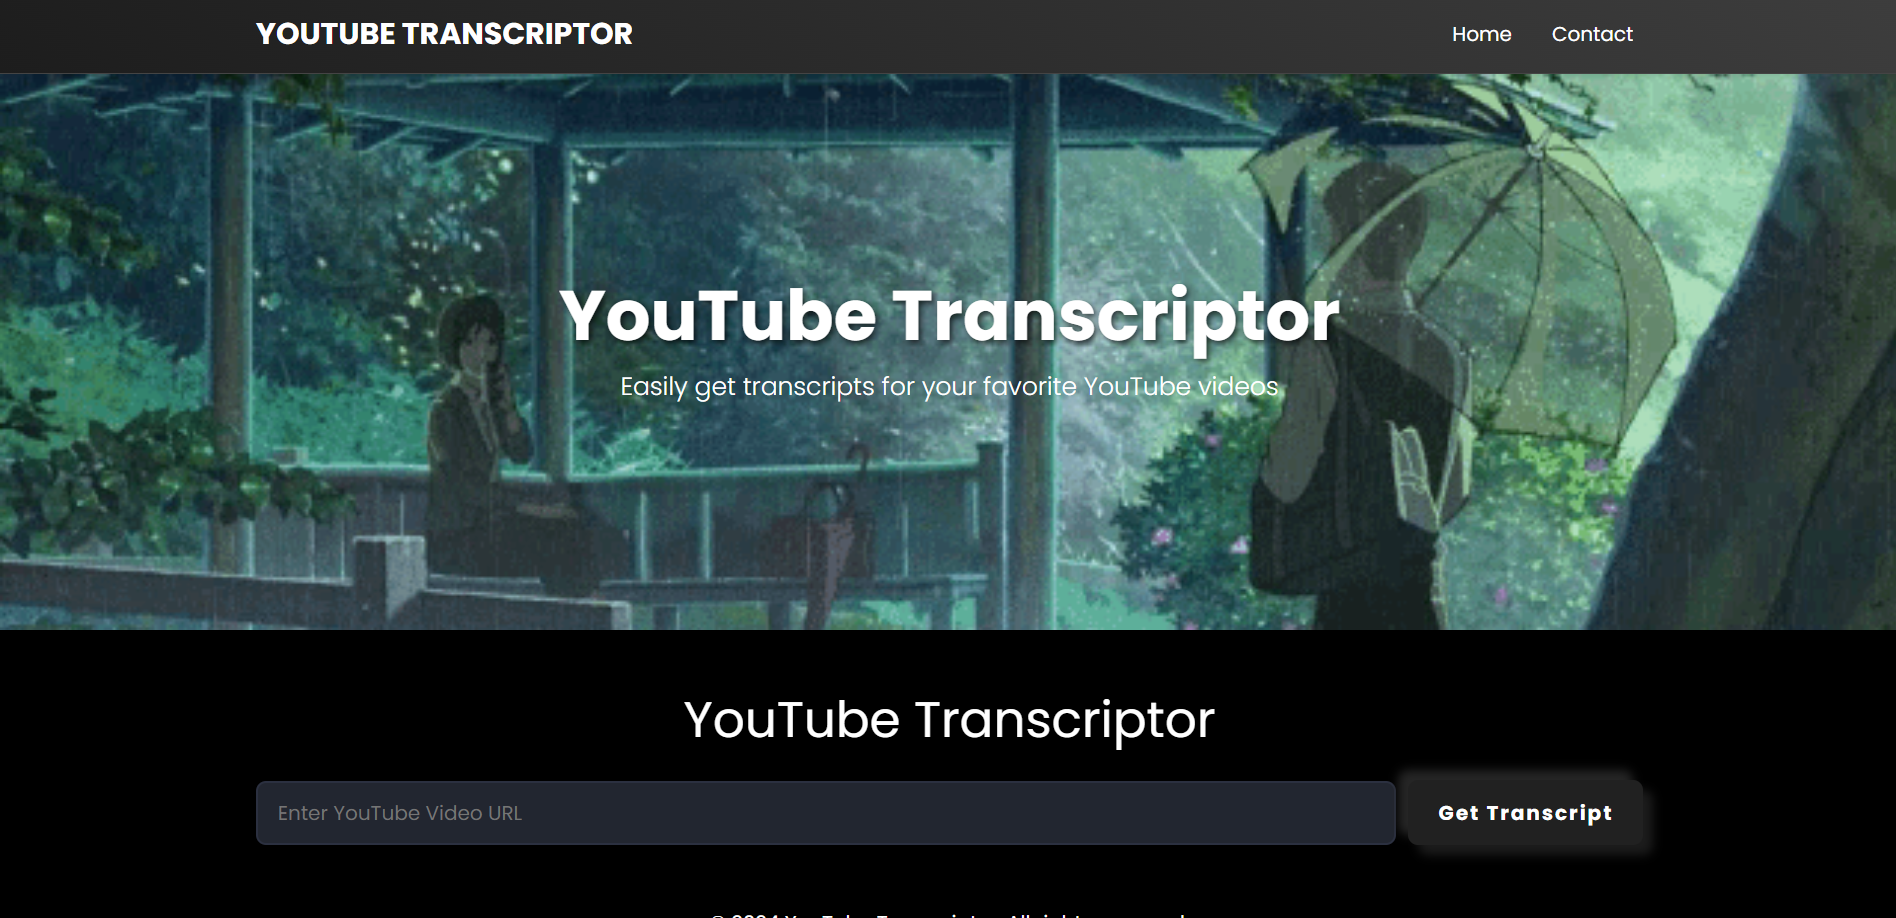 YOUTUBE TRANSCRIPTOR
Home Contact
YouTube Transcriptor
Easily get transcripts for your favorite YouTube videos
YouTube Transcriptor
Enter YouTube Video URL
Get Transcript